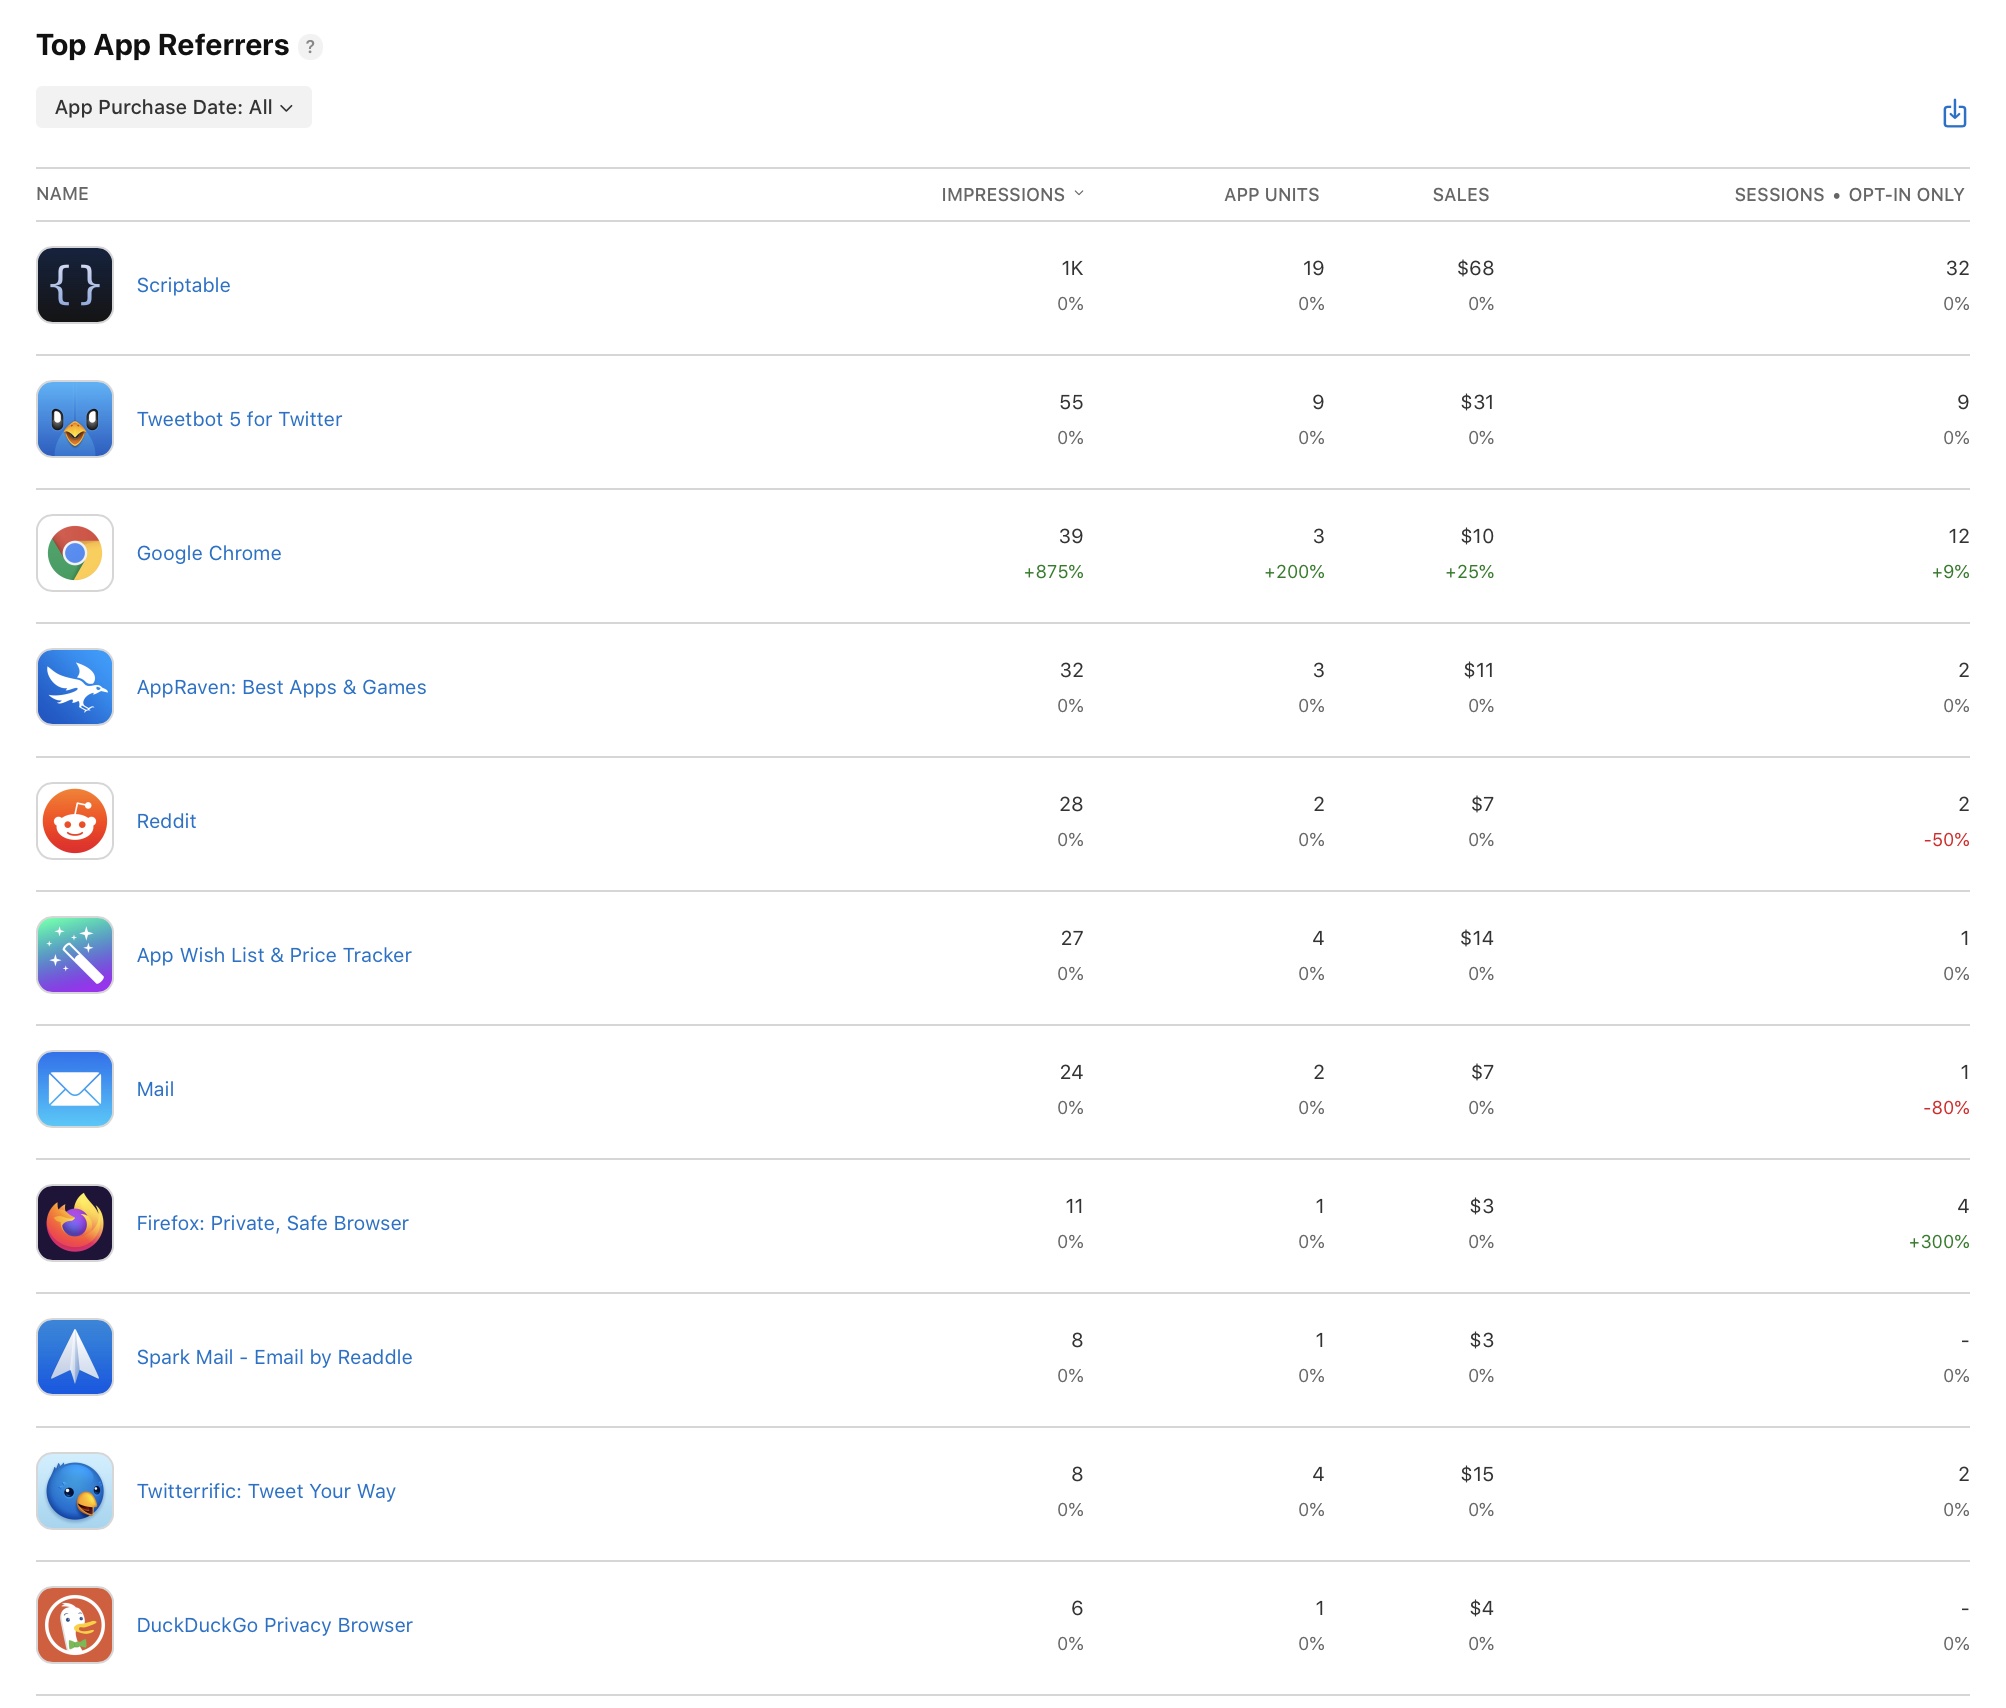 Top App Referrers ?
App Purchase Date: All
NAME IMPRESSIONS APP UNITS SALES SESSIONS • OPT-IN ONLY
{} Scriptable 1K 19 $68 32
0% 0% 0% 0%
Tweetbot 5 for Twitter 55 9 $31 9
0% 0% 0% 0%
Google Chrome 39 3 $10 12
+875% +200% +25% +9%
AppRaven: Best Apps & Games 32 3 $11 2
0% 0% 0% 0%
Reddit 28 2 $7 2
0% 0% 0% -50%
App Wish List & Price Tracker 27 4 $14 1
0% 0% 0% 0%
Mail 24 2 $7 1
0% 0% 0% -80%
Firefox: Private, Safe Browser 11 1 $3 4
0% 0% 0% +300%
Spark Mail - Email by Readdle 8 1 $3 -
0% 0% 0% 0%
Twitterrific: Tweet Your Way 8 4 $15 2
0% 0% 0% 0%
DuckDuckGo Privacy Browser 6 1 $4 -
0% 0% 0% 0%